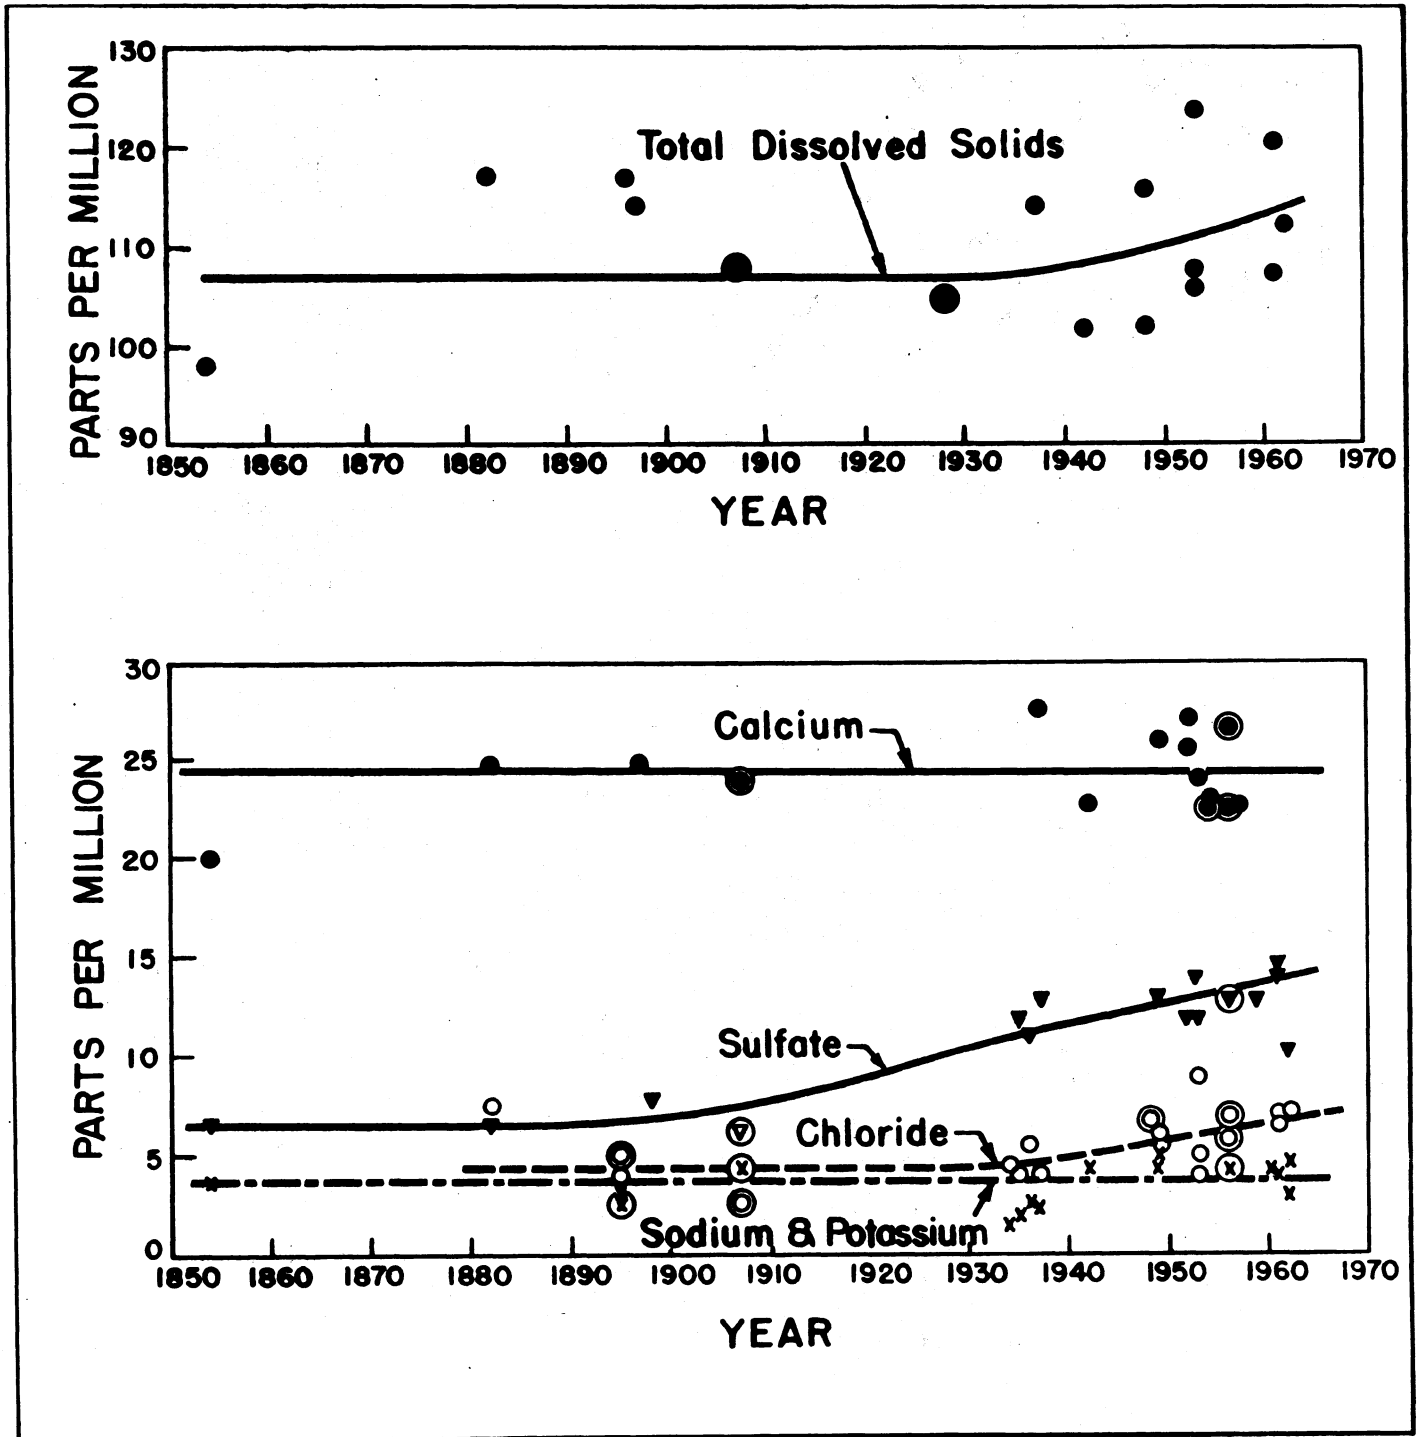 130
120
110
100
90
PARTS PER MILLION
Total Dissolved Solids
1850 1860 1870 1880 1890 1900 1910 1920 1930 1940 1950 1960 1970
YEAR
30
25
20
15
10
5
0
PARTS PER MILLION
Calcium
Sulfate
Chloride
Sodium & Potassium
1850 1860 1870 1880 1890 1900 1910 1920 1930 1940 1950 1960 1970
YEAR